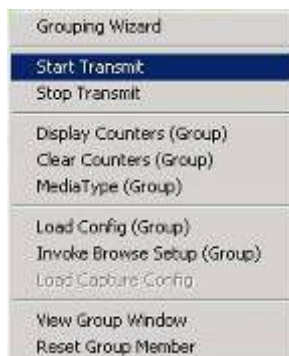 Grouping Wizard
Start Transmit
Stop Transmit
Display Counters (Group)
Clear Counters (Group)
MediaType (Group)
Load Config (Group)
Invoke Browse Setup (Group)
Load Capture Config
View Group Window
Reset Group Member